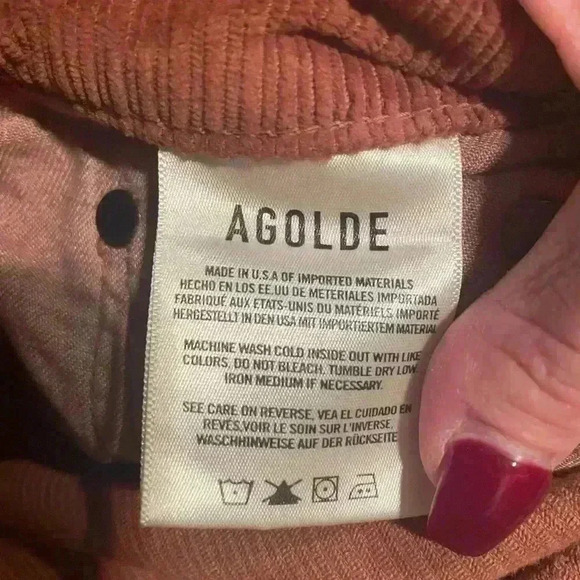 AGOLDE
MADE IN U.S.A OF IMPORTED MATERIALS
HECHO EN LOS EE.UU DE METERIALES IMPORTADA
FABRIQUÉ AUX ETATS-UNIS DU MATÉRIELS IMPORTÉ
HERGESTELLT IN DEN USA MIT IMPORTIERTEM MATERIAL
MACHINE WASH COLD INSIDE OUT WITH LIKE
COLORS. DO NOT BLEACH. TUMBLE DRY LOW.
IRON MEDIUM IF NECESSARY.
SEE CARE ON REVERSE, VEA EL CUIDADO EN
REVÉS,VOIR LE SOIN SUR L'INVERSE,
WASCHHINWEISE AUF DER RÜCKSEITE